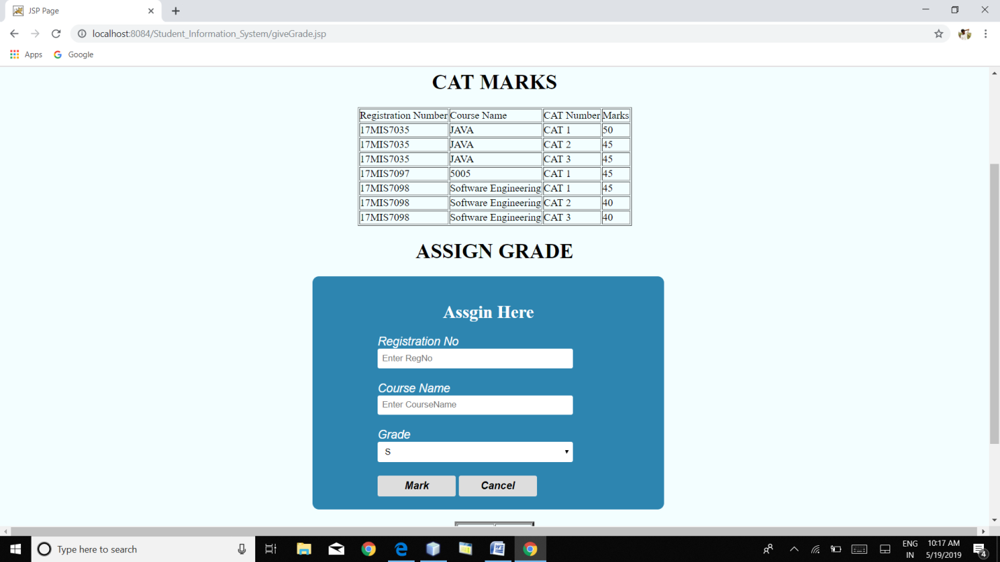 JSP Page
localhost:8084/Student_Information_System/giveGrade.jsp
Apps Google
CAT MARKS
Registration Number Course Name CAT Number Marks
17MIS7035 JAVA CAT 1 50
17MIS7035 JAVA CAT 2 45
17MIS7035 JAVA CAT 3 45
17MIS7097 5005 CAT 1 45
17MIS7098 Software Engineering CAT 1 45
17MIS7098 Software Engineering CAT 2 40
17MIS7098 Software Engineering CAT 3 40
ASSIGN GRADE
Assgin Here
Registration No
Enter RegNo
Course Name
Enter CourseName
Grade
S
Mark Cancel
Type here to search
ENG 10:17 AM
IN 5/19/2019 4